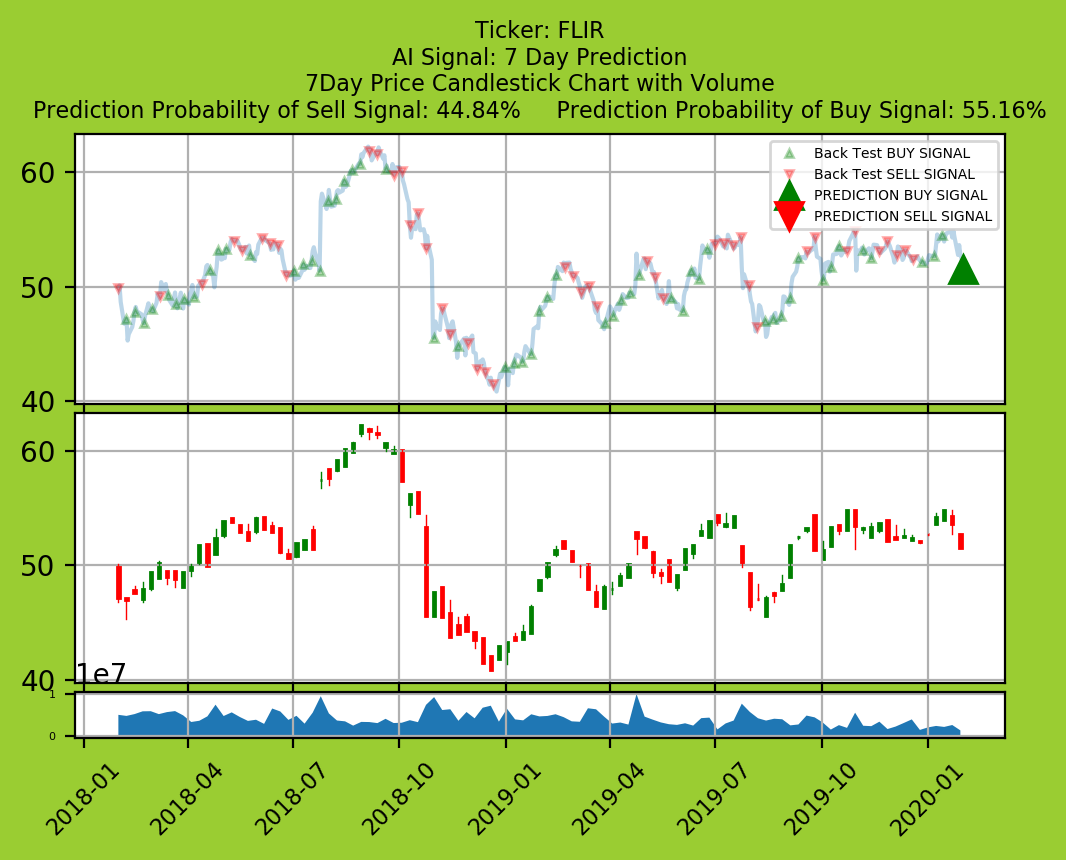 Ticker: FLIR
AI Signal: 7 Day Prediction
7Day Price Candlestick Chart with Volume
Prediction Probability of Sell Signal: 44.84%     Prediction Probability of Buy Signal: 55.16%
Back Test BUY SIGNAL
Back Test SELL SIGNAL
PREDICTION BUY SIGNAL
PREDICTION SELL SIGNAL
60
50
40
60
50
40
1e7
1
0
2018-01
2018-04
2018-07
2018-10
2019-01
2019-04
2019-07
2019-10
2020-01